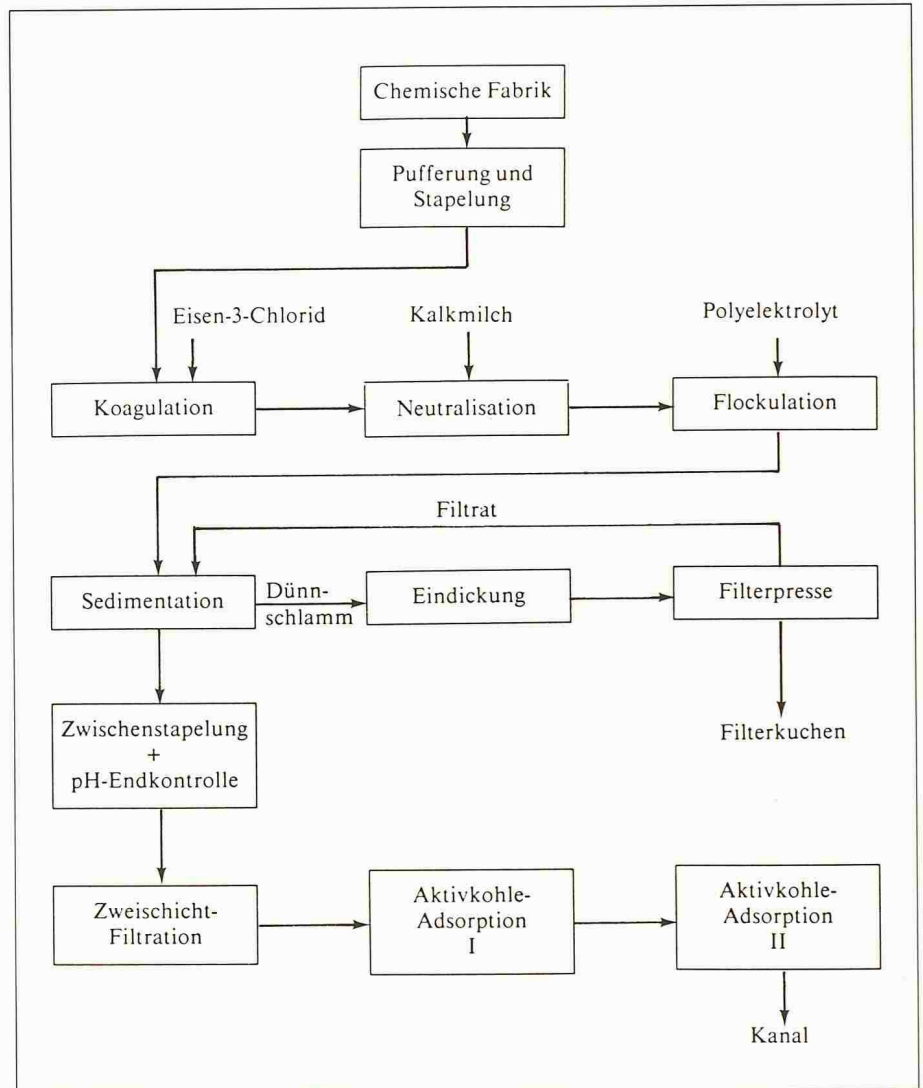 Chemische Fabrik
Pufferung und
Stapelung
Eisen-3-Chlorid
Kalkmilch
Polyelektrolyt
Koagulation
Neutralisation
Flockulation
Filtrat
Sedimentation
Dünn-
schlamm
Eindickung
Filterpresse
Zwischenstapelung
+
pH-Endkontrolle
Filterkuchen
Zweischicht-
Filtration
Aktivkohle-
Adsorption
I
Aktivkohle-
Adsorption
II
Kanal